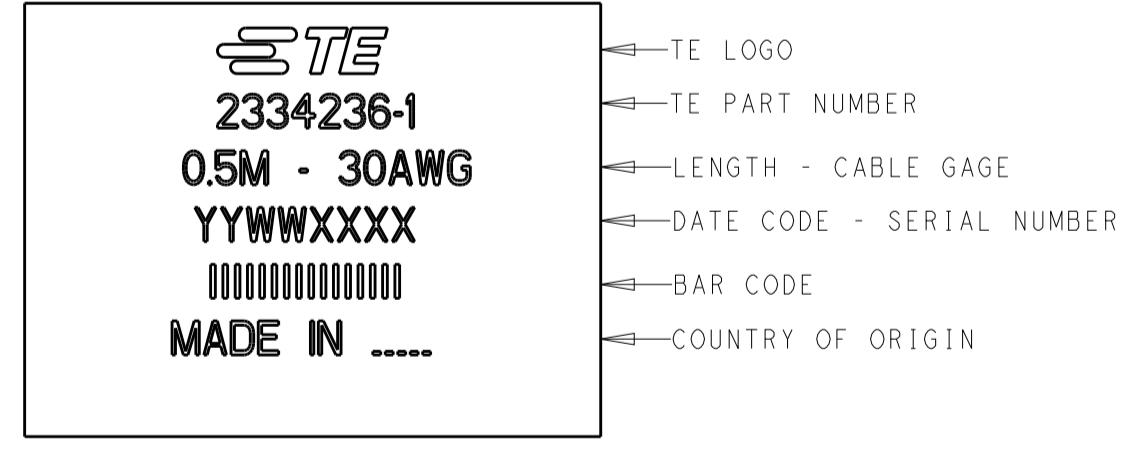 TE TE LOGO
2334236-1 TE PART NUMBER
0.5M - 30AWG LENGTH - CABLE GAGE
YYWWXXXX DATE CODE - SERIAL NUMBER
BAR CODE
MADE IN _____ COUNTRY OF ORIGIN